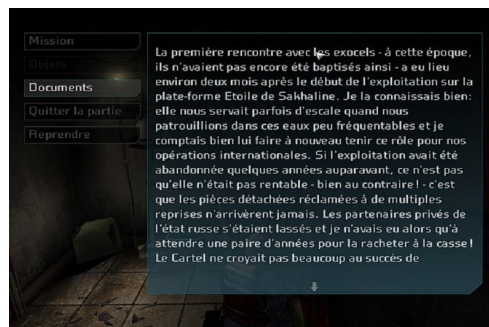 Mission
Objets
Documents
Quitter la partie
Reprendre
La première rencontre avec les exocels - à cette époque,
ils n'avaient pas encore été baptisés ainsi - a eu lieu
environ deux mois après le début de l'exploitation sur la
plate-forme Etoile de Sakhaline. Je la connaissais bien:
elle nous servait parfois d'escale quand nous
patrouillions dans ces eaux peu fréquentables et je
comptais bien lui faire à nouveau tenir ce rôle pour nos
opérations internationales. Si l'exploitation avait été
abandonnée quelques années auparavant, ce n'est pas
qu'elle n'était pas rentable - bien au contraire! - c'est
que les pièces détachées réclamées à de multiples
reprises n'arrivèrent jamais. Les partenaires privés de
l'état russe s'étaient lassés et je n'avais eu alors qu'à
attendre une paire d'années pour la racheter à la casse!
Le Cartel ne croyait pas beaucoup au succès de